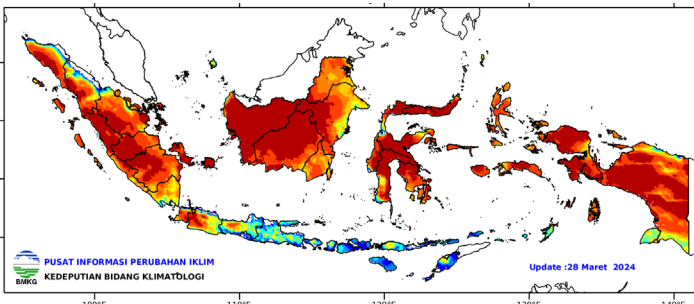 PUSAT INFORMASI PERUBAHAN IKLIM
KEDEPUTIAN BIDANG KLIMATOLOGI
BMKG
Update :28 Maret 2024